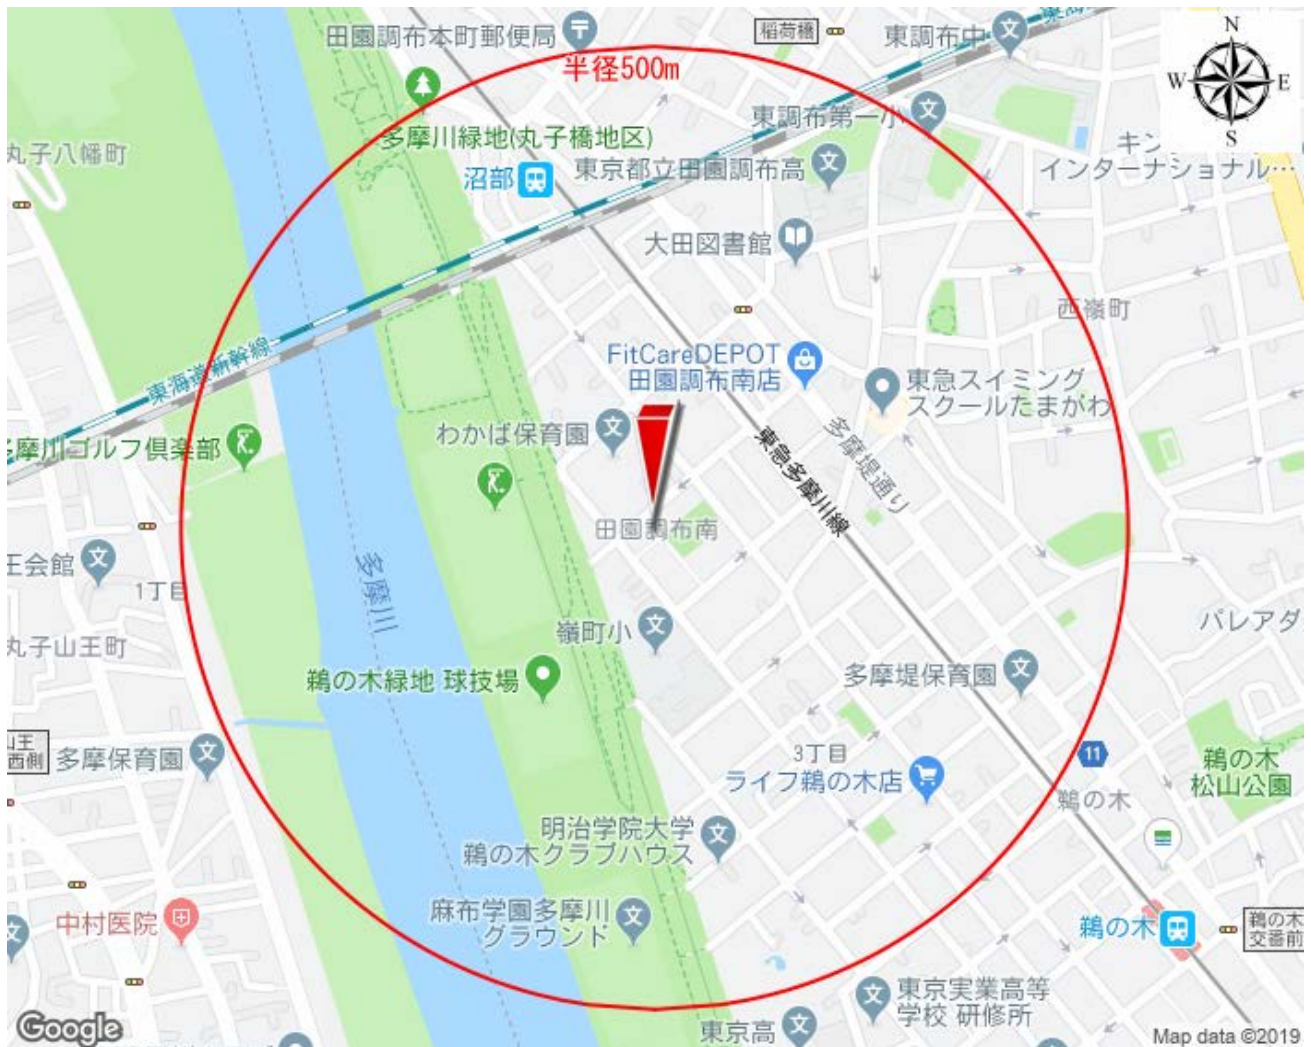 田園調布本町郵便局
稲荷橋
東調布中
N
W
E
S
半径500m
東調布第一小
多摩川緑地(丸子橋地区)
丸子八幡町
キン
インターナショナル…
沼部
東京都立田園調布高
大田図書館
西嶺町
東海道新幹線
FitCareDEPOT
田園調布南店
東急スイミング
スクールたまがわ
わかば保育園
多摩川ゴルフ倶楽部
東急多摩川線
多摩堤通り
田園調布南
王会館
1丁目
多摩川
嶺町小
パレアダ
丸子山王町
鵜の木緑地 球技場
多摩堤保育園
山王
西側
多摩保育園
3丁目
11
鵜の木
松山公園
ライフ鵜の木店
鵜の木
明治学院大学
鵜の木クラブハウス
麻布学園多摩川
グラウンド
中村医院
鵜の木
鵜の木
交番前
東京実業高等
学校 研修所
東京高
Google
Map data ©2019